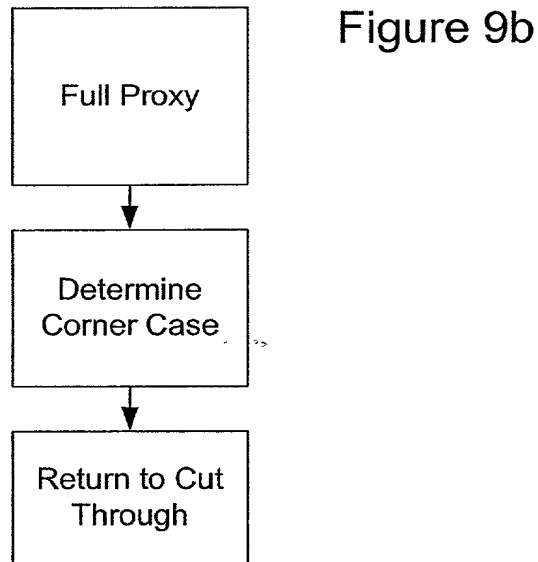 Figure 9b
Full Proxy
Determine
Corner Case
Return to Cut
Through